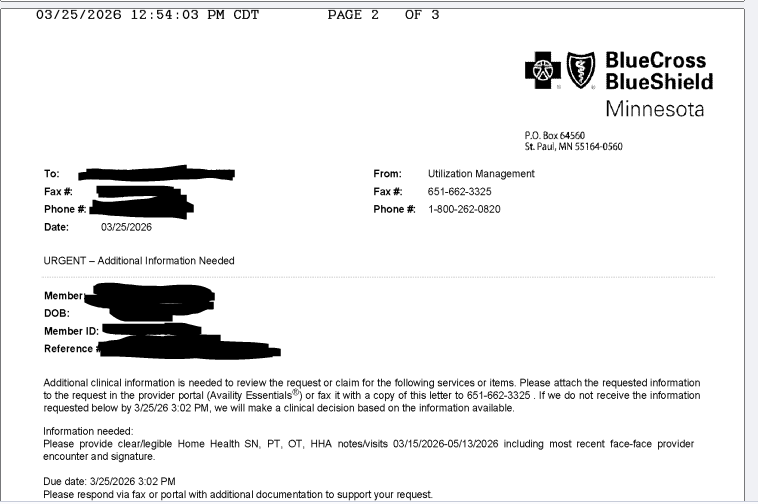 03/25/2026 12:54:03 PM CDT PAGE 2 OF 3
BlueCross
BlueShield
Minnesota
P.O. Box 64560
St. Paul, MN 55164-0560
To: From: Utilization Management
Fax #: Fax #: 651-662-3325
Phone #: Phone #: 1-800-262-0820
Date: 03/25/2026
URGENT – Additional Information Needed
Member:
DOB:
Member ID:
Reference #
Additional clinical information is needed to review the request or claim for the following services or items. Please attach the requested information
to the request in the provider portal (Availity Essentials®) or fax it with a copy of this letter to 651-662-3325 . If we do not receive the information
requested below by 3/25/26 3:02 PM, we will make a clinical decision based on the information available.
Information needed:
Please provide clear/legible Home Health SN, PT, OT, HHA notes/visits 03/15/2026-05/13/2026 including most recent face-face provider
encounter and signature.
Due date: 3/25/2026 3:02 PM
Please respond via fax or portal with additional documentation to support your request.